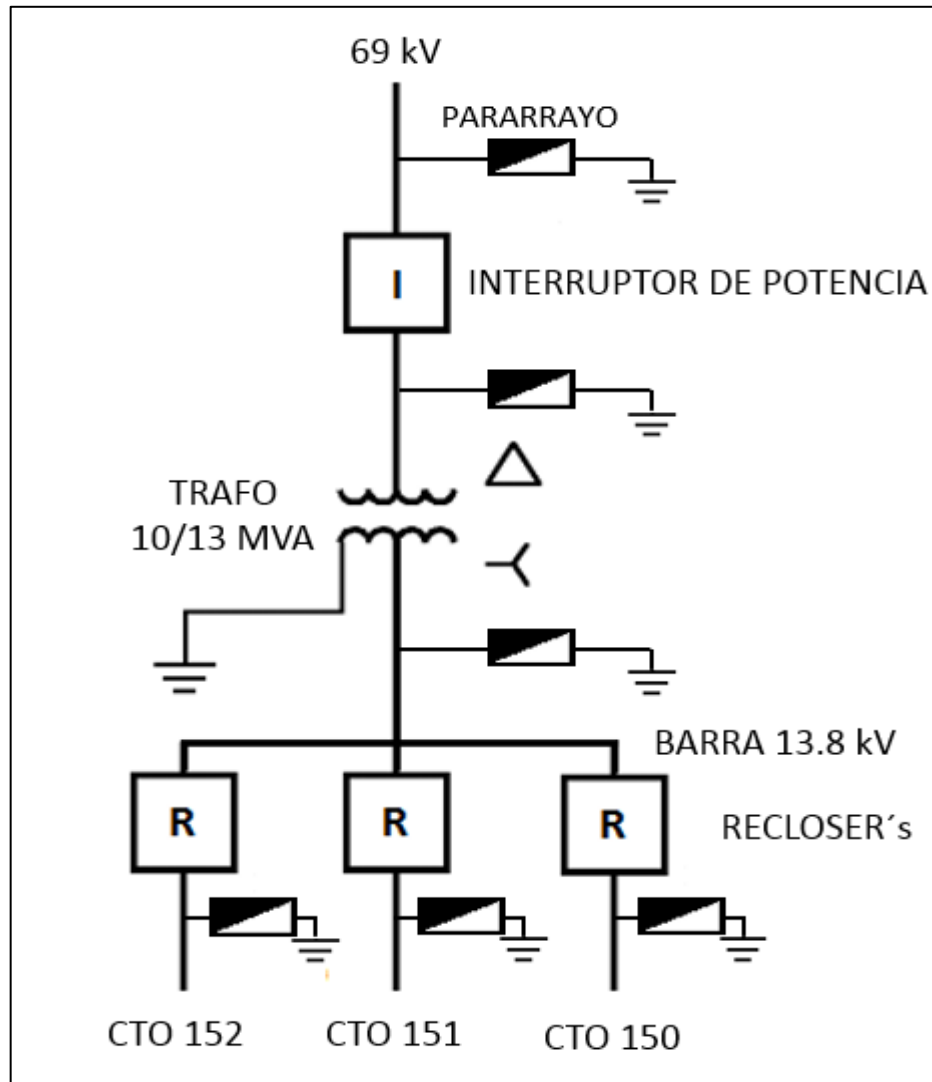 69 kV
PARARRAYO
I
INTERRUPTOR DE POTENCIA
TRAFO
10/13 MVA
BARRA 13.8 kV
R
R
R
RECLOSER´s
CTO 152
CTO 151
CTO 150